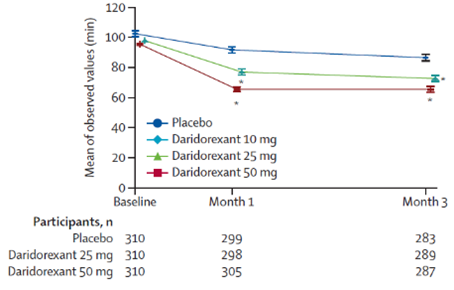 120
100
80
60
40
20
0
Mean of observed values (min)
*
*
*
*
Placebo
Daridorexant 10 mg
Daridorexant 25 mg
Daridorexant 50 mg
Baseline Month 1 Month 3
Participants, n
Placebo 310 299 283
Daridorexant 25 mg 310 298 289
Daridorexant 50 mg 310 305 287